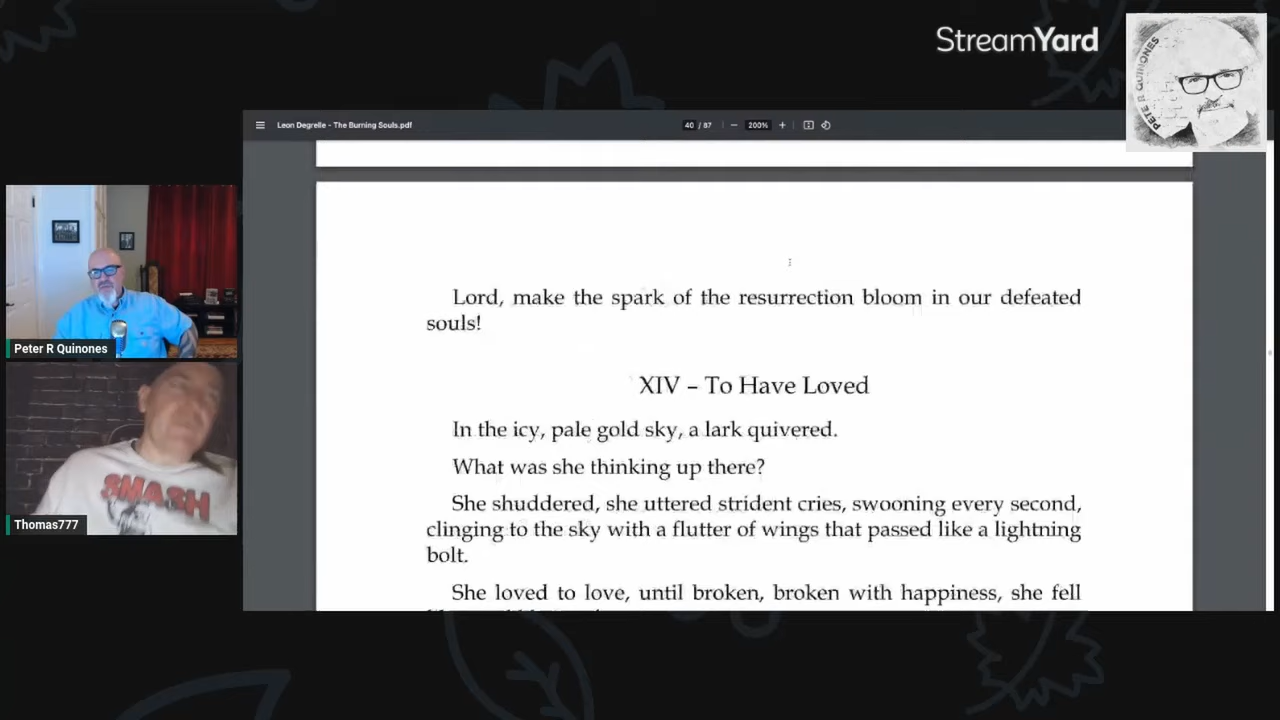 StreamYard
PETER R QUINONES
Leon Degrelle - The Burning Souls.pdf
40 / 87
200%
Lord, make the spark of the resurrection bloom in our defeated
souls!
XIV – To Have Loved
In the icy, pale gold sky, a lark quivered.
What was she thinking up there?
She shuddered, she uttered strident cries, swooning every second,
clinging to the sky with a flutter of wings that passed like a lightning
bolt.
She loved to love, until broken, broken with happiness, she fell
Peter R Quinones
SMASH
Thomas777